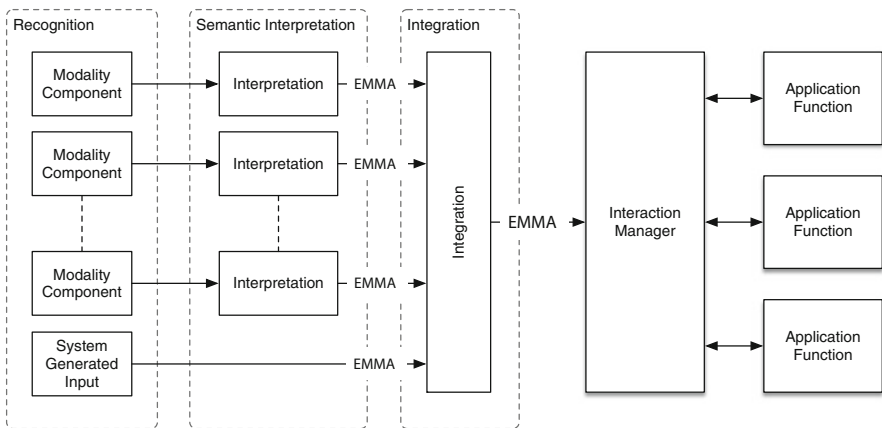 Recognition
Semantic Interpretation
Integration
Modality
Component
Interpretation
EMMA
Modality
Component
Interpretation
EMMA
Modality
Component
Interpretation
EMMA
System
Generated
Input
EMMA
Integration
EMMA
Interaction
Manager
Application
Function
Application
Function
Application
Function